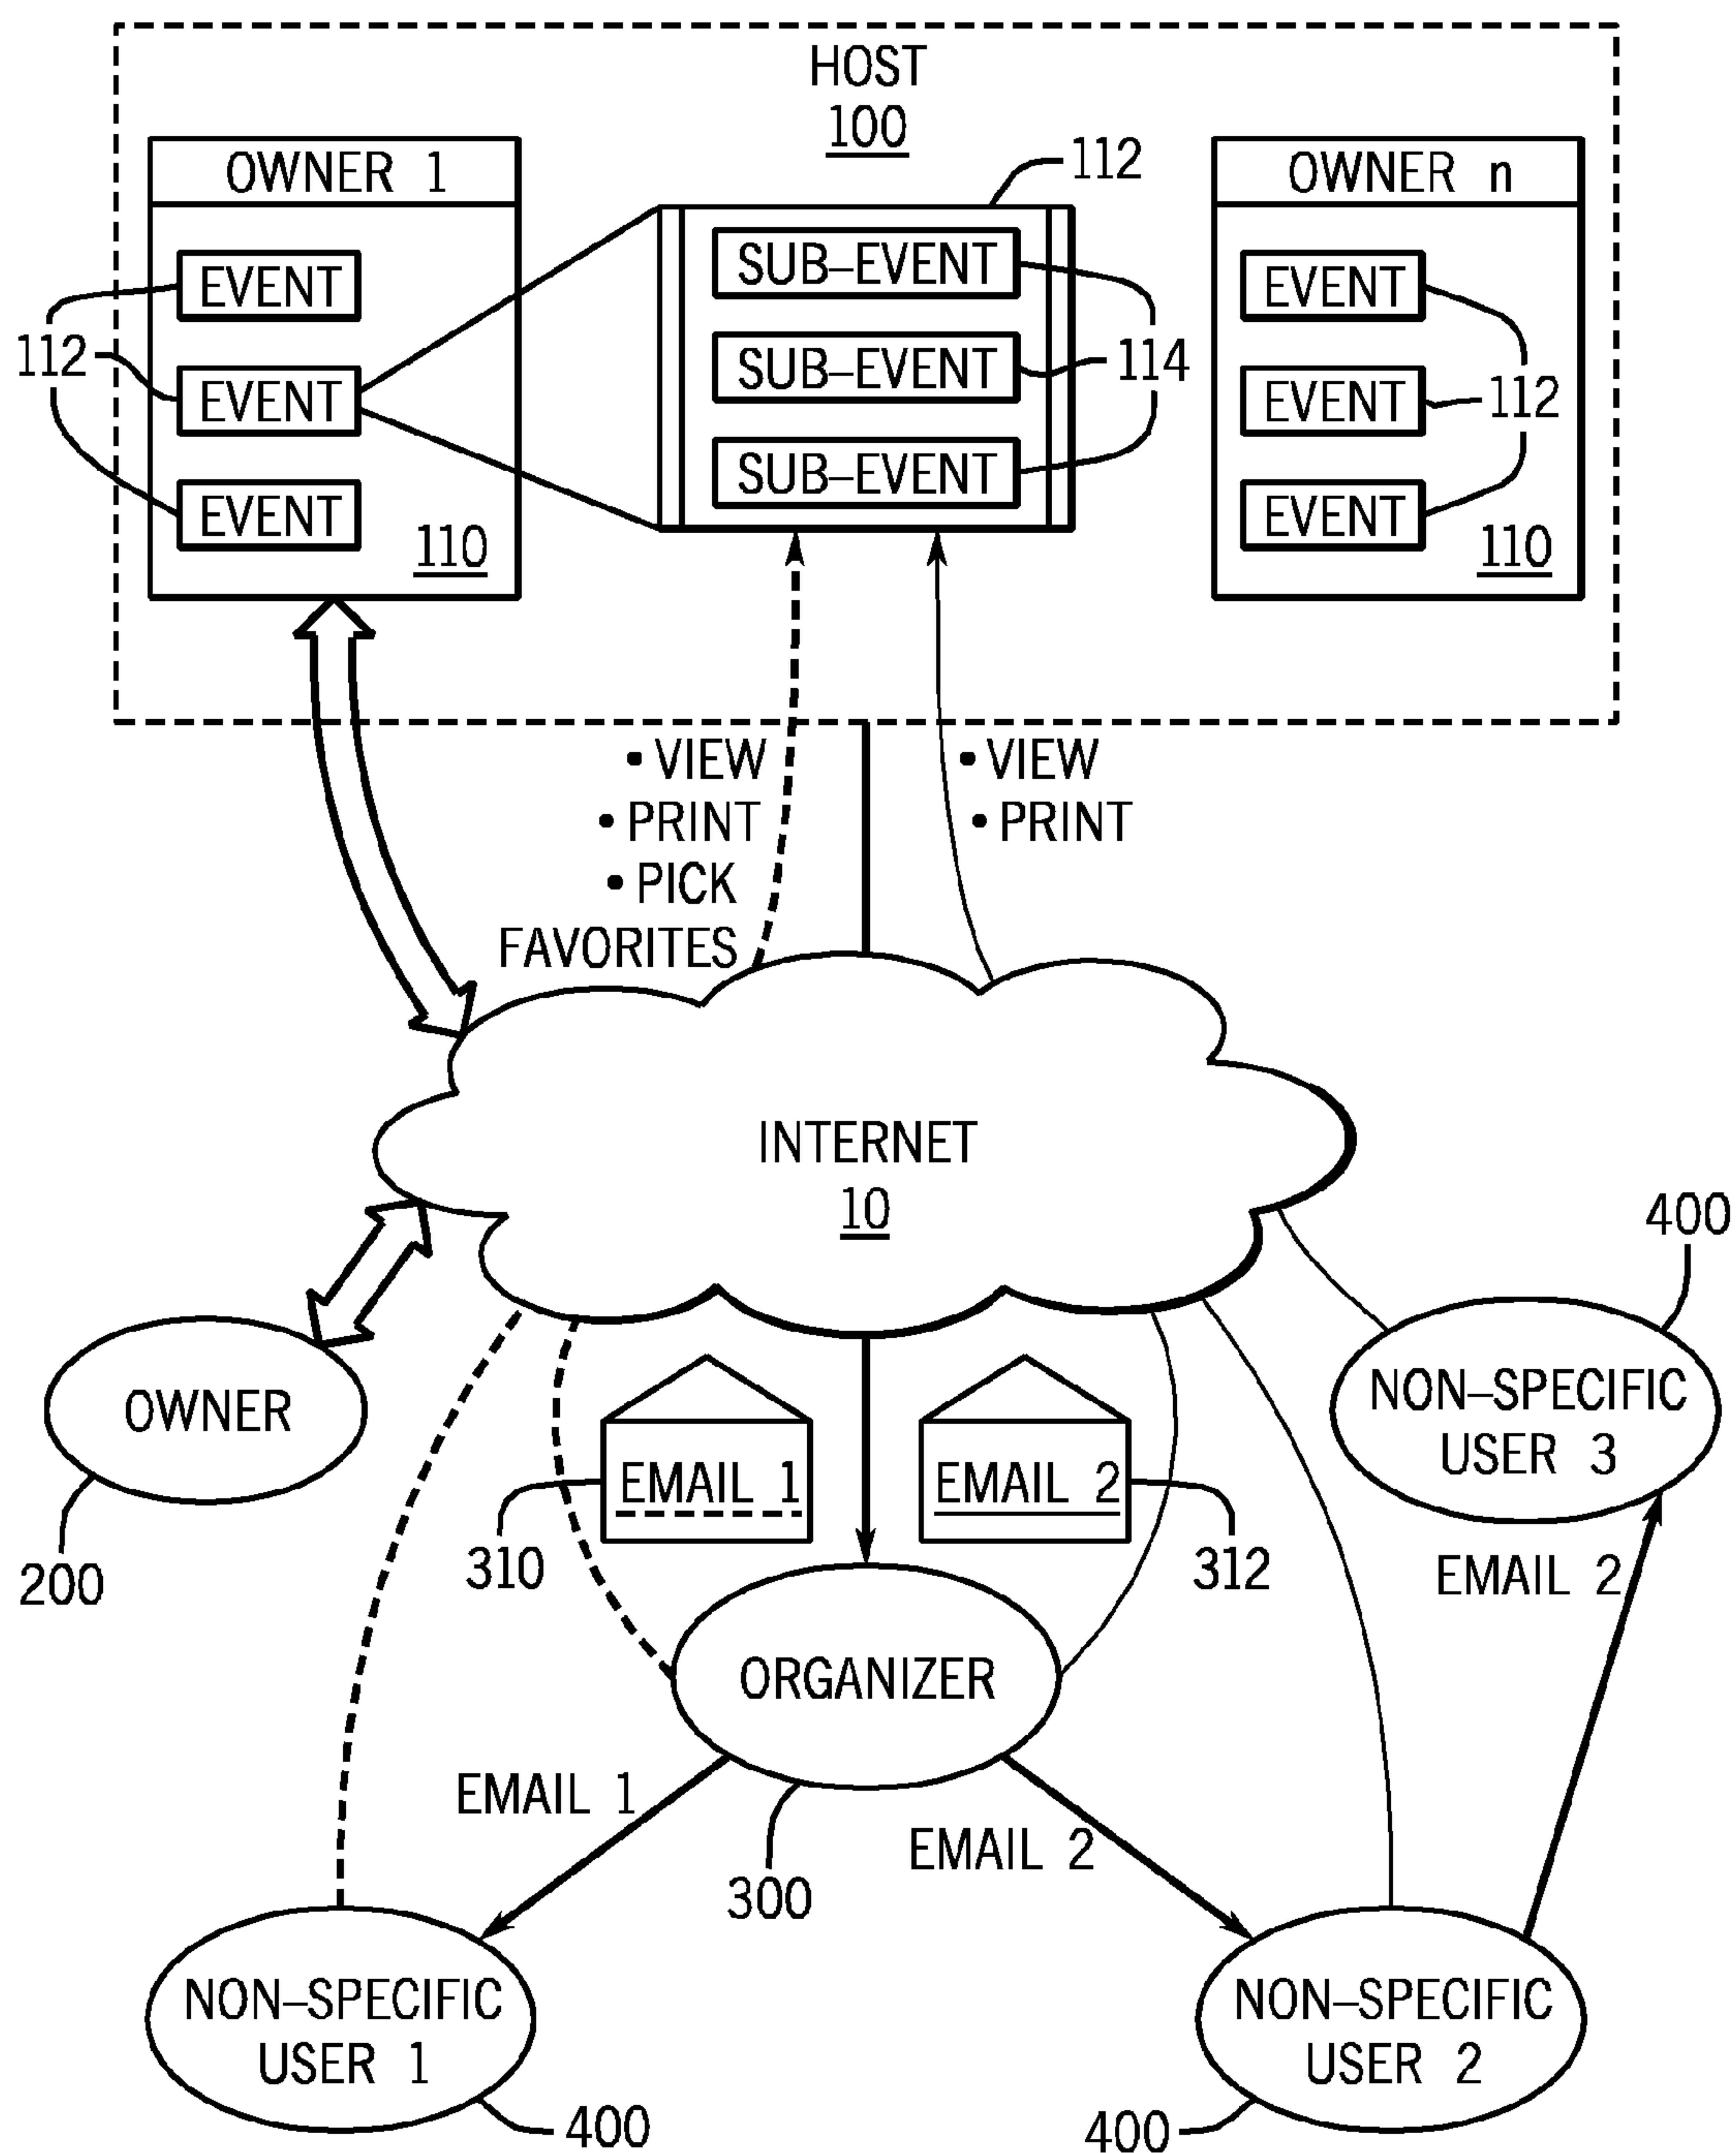 HOST
100
OWNER 1
EVENT
EVENT
EVENT
110
112
112
SUB–EVENT
SUB–EVENT
SUB–EVENT
114
OWNER n
EVENT
EVENT
EVENT
112
110
• VIEW
• PRINT
• PICK
FAVORITES
• VIEW
• PRINT
INTERNET
10
OWNER
200
EMAIL 1
310
EMAIL 2
312
400
NON–SPECIFIC
USER 3
EMAIL 2
ORGANIZER
300
EMAIL 1
EMAIL 2
NON–SPECIFIC
USER 1
400
NON–SPECIFIC
USER 2
400